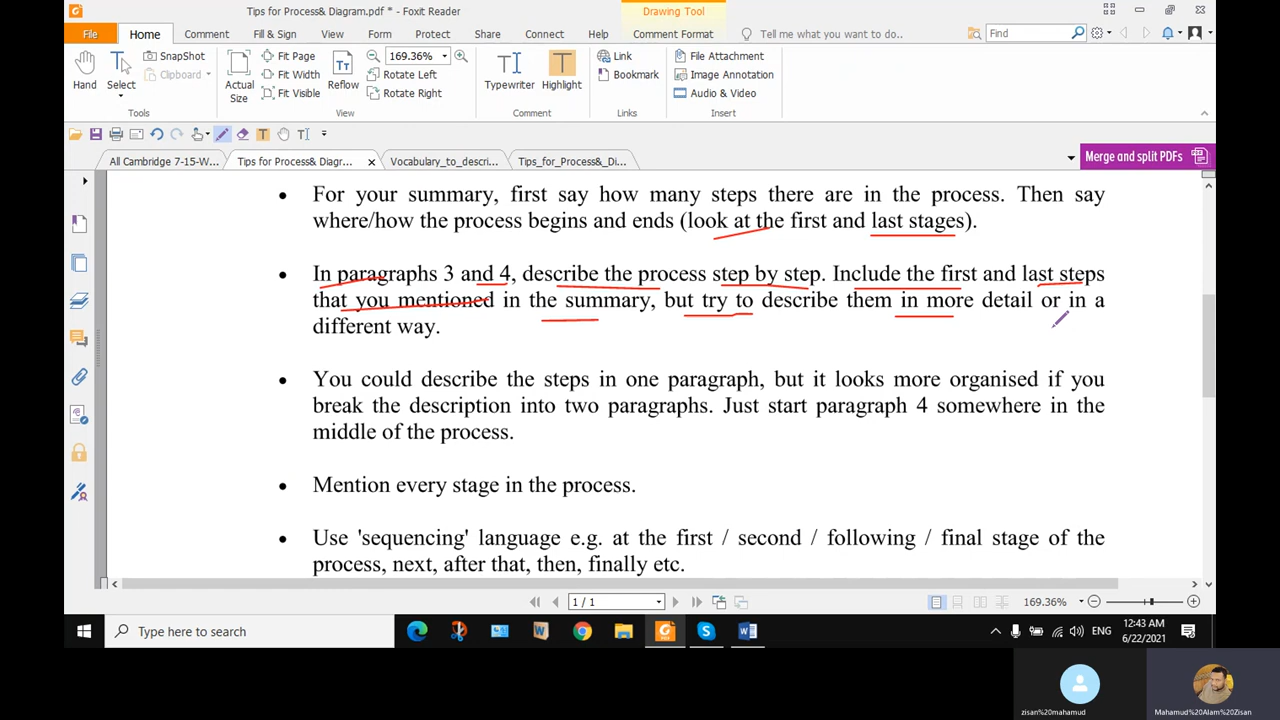 Tips for Process& Diagram.pdf * - Foxit Reader
Drawing Tool
File Home Comment Fill & Sign View Form Protect Share Connect Help Comment Format Tell me what you want to do.. Find
Hand Select SnapShot Clipboard Actual Size Fit Page Fit Width Fit Visible Reflow 169.36% Rotate Left Rotate Right Typewriter Highlight Link Bookmark File Attachment Image Annotation Audio & Video
Tools View Comment Links Insert
All Cambridge 7-15-W... Tips for Process& Diagr... Vocabulary_to_descri... Tips_for_Process&_Di... Merge and split PDFs
• For your summary, first say how many steps there are in the process. Then say
where/how the process begins and ends (look at the first and last stages).
• In paragraphs 3 and 4, describe the process step by step. Include the first and last steps
that you mentioned in the summary, but try to describe them in more detail or in a
different way.
• You could describe the steps in one paragraph, but it looks more organised if you
break the description into two paragraphs. Just start paragraph 4 somewhere in the
middle of the process.
• Mention every stage in the process.
• Use 'sequencing' language e.g. at the first / second / following / final stage of the
process, next, after that, then, finally etc.
1 / 1 169.36%
Type here to search ENG 12:43 AM
6/22/2021
zisan%20mahamud Mahamud%20Alam%20Zisan